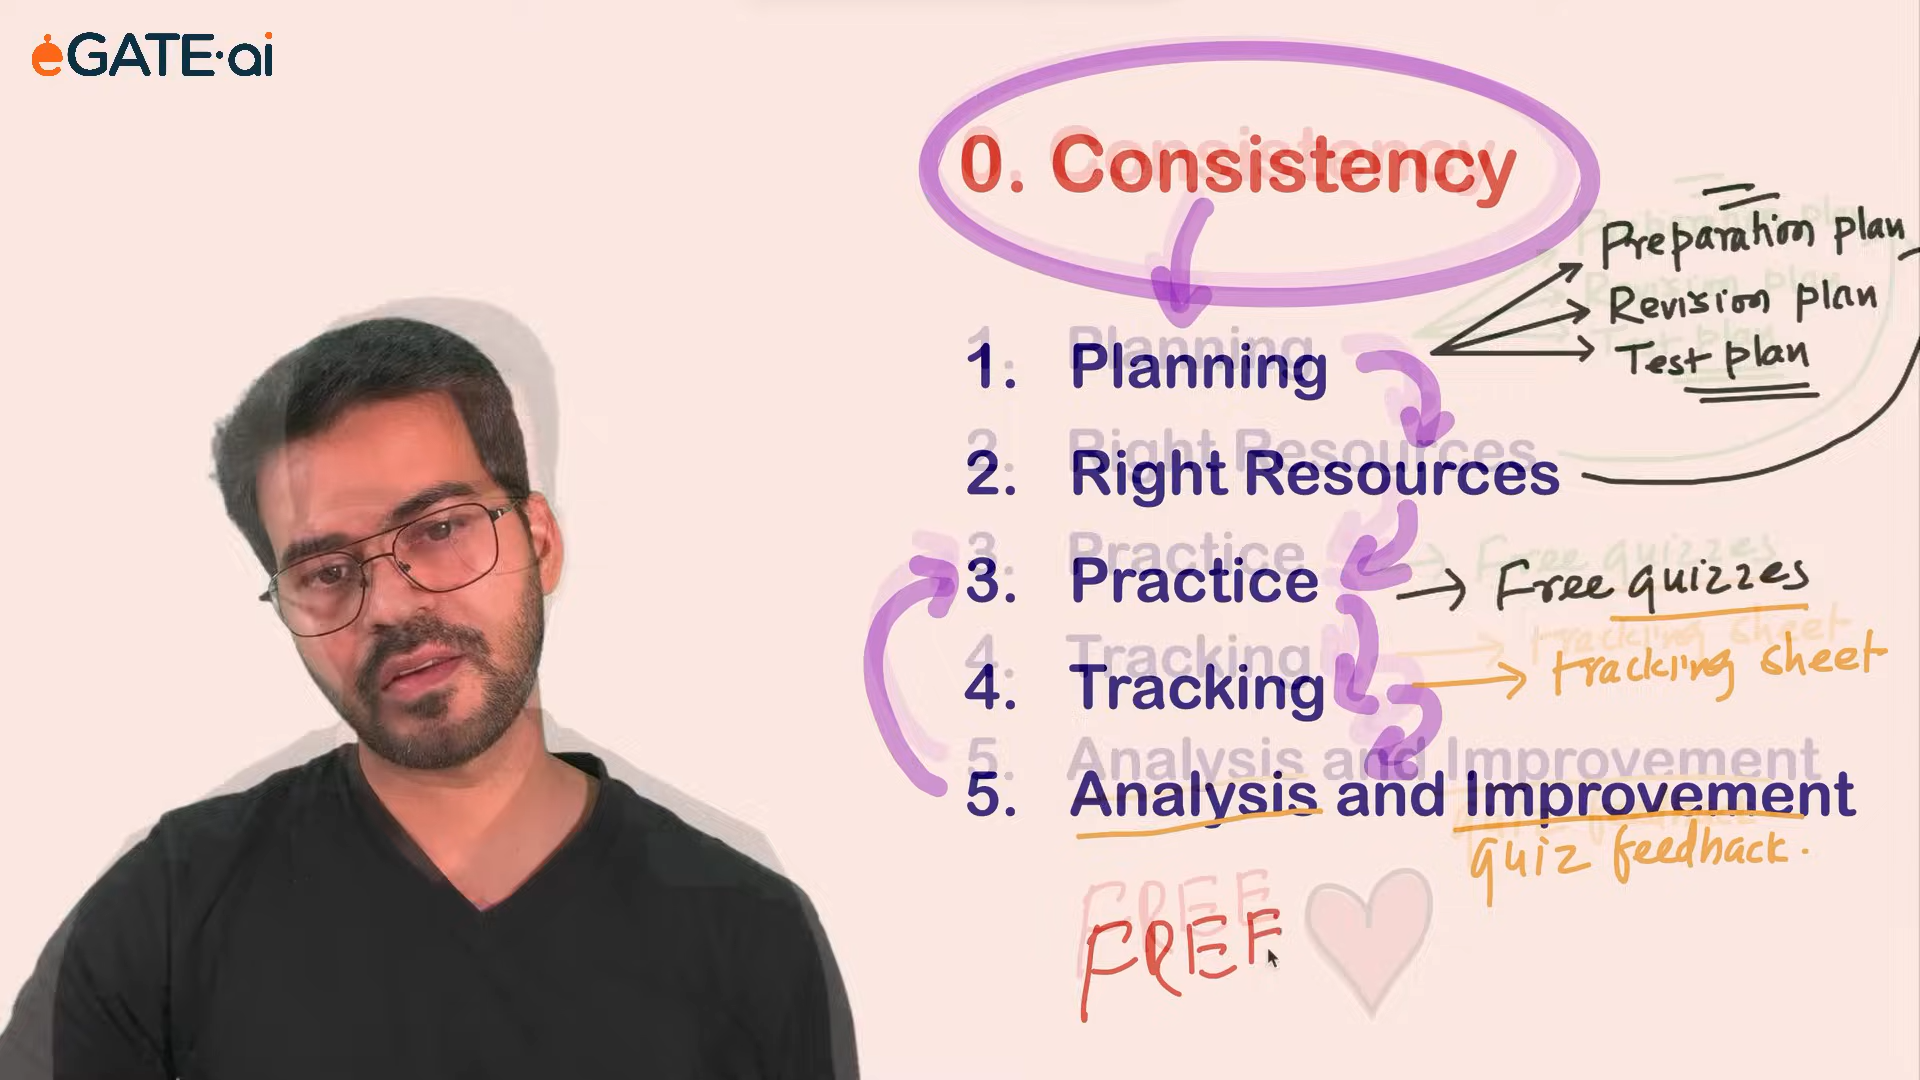 eGATE·ai
0. Consistency
Preparation plan
Revision plan
Test plan
1. Planning
2. Right Resources
3. Practice
Free quizzes
4. Tracking
tracking sheet
5. Analysis and Improvement
quiz feedback.
FREE